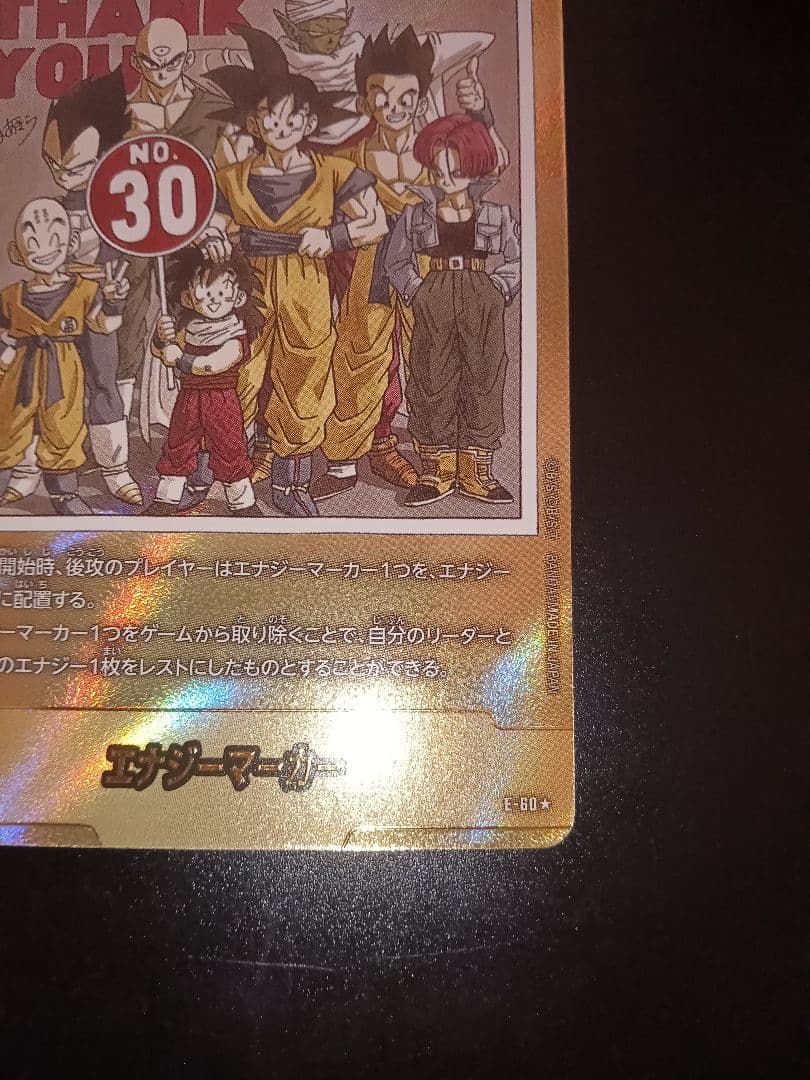 THANK
YOU
NO.
30
開始時、後攻のプレイヤーはエナジーマーカー1つを、エナジー
に配置する。
ーマーカー1つをゲームから取り除くことで、自分のリーダーと
のエナジー1枚をレストにしたものとすることができる。
エナジーマーカー
E-60★
MADE IN JAPAN